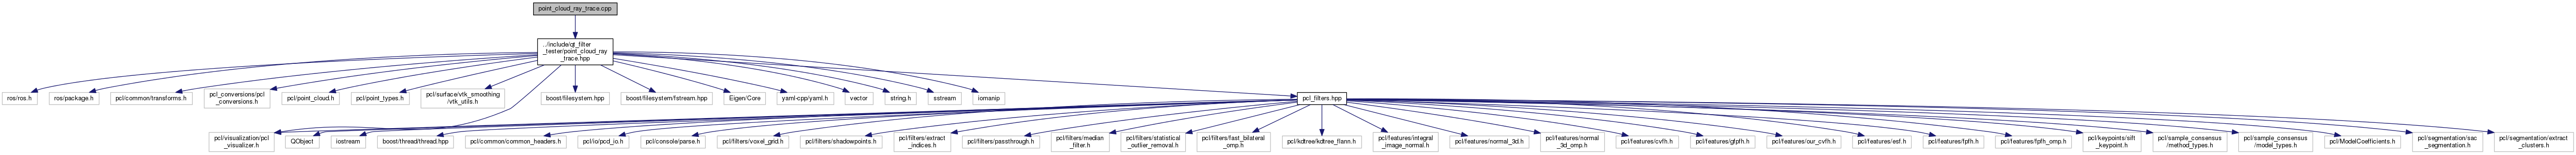 point_cloud_ray_trace.cpp
../include/qt_filter
_tester/point_cloud_ray
_trace.hpp
ros/ros.h
ros/package.h
pcl/common/transforms.h
pcl_conversions/pcl
_conversions.h
pcl/point_cloud.h
pcl/point_types.h
pcl/surface/vtk_smoothing
/vtk_utils.h
boost/filesystem.hpp
boost/filesystem/fstream.hpp
Eigen/Core
yaml-cpp/yaml.h
vector
string.h
sstream
iomanip
pcl_filters.hpp
pcl/visualization/pcl
_visualizer.h
QObject
iostream
boost/thread/thread.hpp
pcl/common/common_headers.h
pcl/io/pcd_io.h
pcl/console/parse.h
pcl/filters/voxel_grid.h
pcl/filters/shadowpoints.h
pcl/filters/extract
_indices.h
pcl/filters/passthrough.h
pcl/filters/median
_filter.h
pcl/filters/statistical
_outlier_removal.h
pcl/filters/fast_bilateral
_omp.h
pcl/kdtree/kdtree_flann.h
pcl/features/integral
_image_normal.h
pcl/features/normal_3d.h
pcl/features/normal
_3d_omp.h
pcl/features/cvfh.h
pcl/features/gfpfh.h
pcl/features/our_cvfh.h
pcl/features/esf.h
pcl/features/fpfh.h
pcl/features/fpfh_omp.h
pcl/keypoints/sift
_keypoint.h
pcl/sample_consensus
/method_types.h
pcl/sample_consensus
/model_types.h
pcl/ModelCoefficients.h
pcl/segmentation/sac
_segmentation.h
pcl/segmentation/extract
_clusters.h